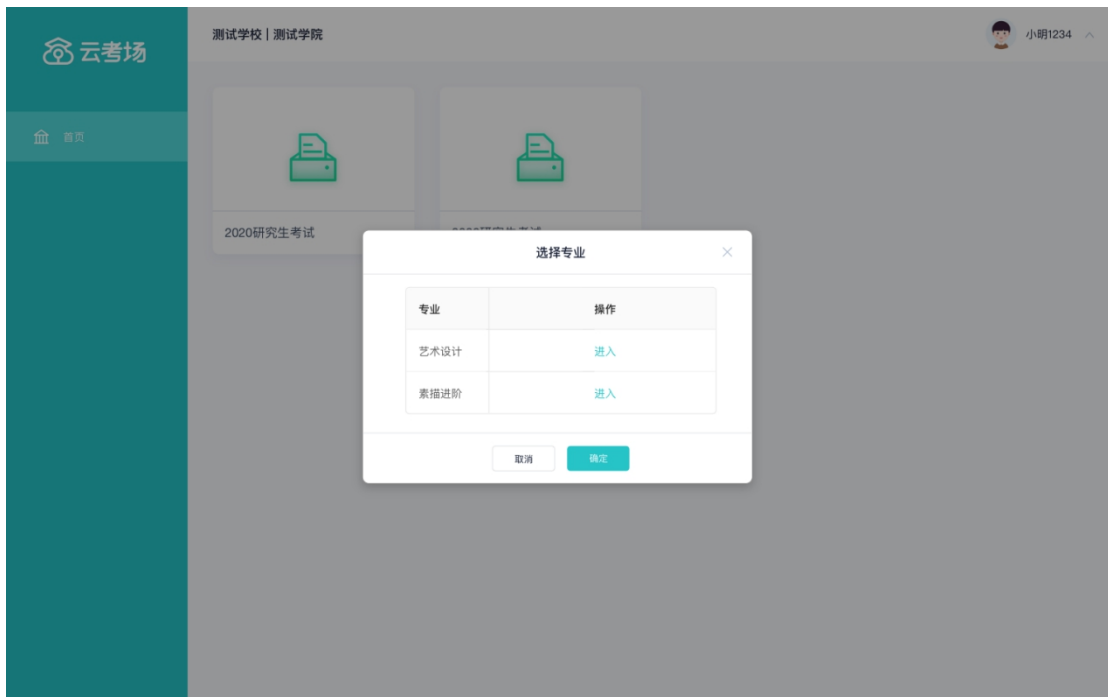 云考场
测试学校 | 测试学院
小明1234
首页
2020研究生考试
选择专业
专业 操作
艺术设计 进入
素描进阶 进入
取消 确定